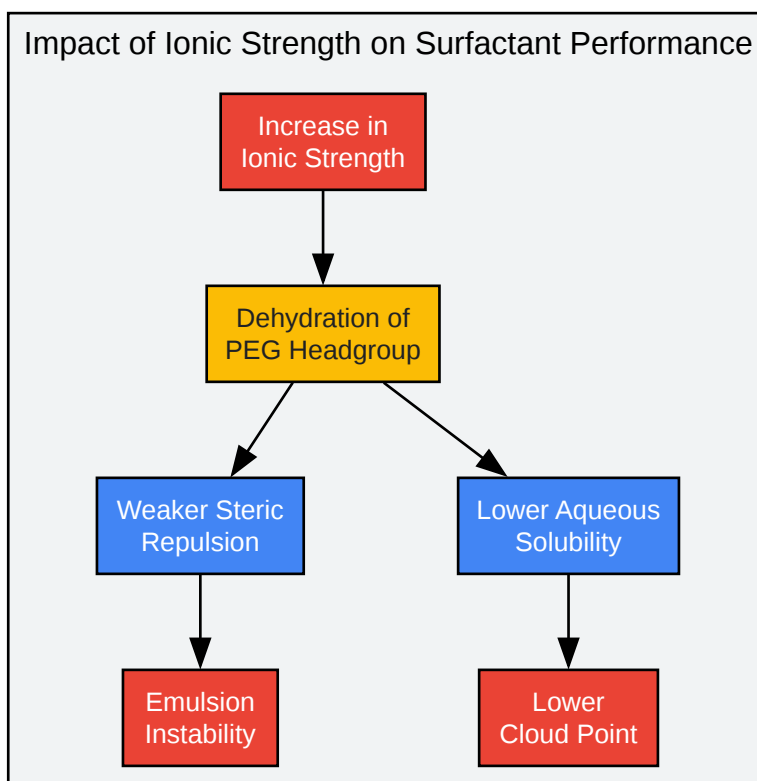 Impact of Ionic Strength on Surfactant Performance
Increase in
Ionic Strength
Dehydration of
PEG Headgroup
Weaker Steric
Repulsion
Lower Aqueous
Solubility
Emulsion
Instability
Lower
Cloud Point